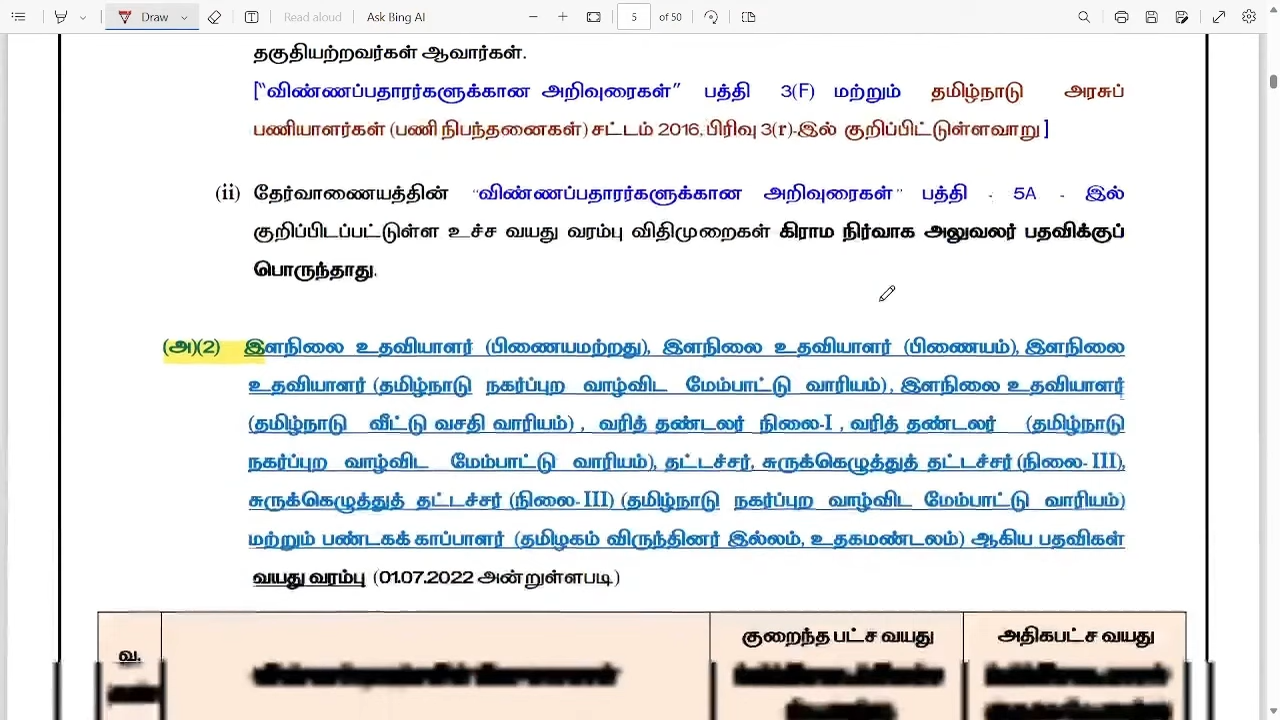 Draw
Read aloud
Ask Bing AI
5
of 50
தகுதியற்றவர்கள் ஆவார்கள்.
["விண்ணப்பதாரர்களுக்கான அறிவுரைகள்" பத்தி 3(F) மற்றும் தமிழ்நாடு அரசுப்
பணியாளர்கள் (பணி நிபந்தனைகள்) சட்டம் 2016, பிரிவு 3(r)-இல் குறிப்பிட்டுள்ளவாறு]
(ii) தேர்வாணையத்தின் "விண்ணப்பதாரர்களுக்கான அறிவுரைகள்" பத்தி - 5A - இல்
குறிப்பிடப்பட்டுள்ள உச்ச வயது வரம்பு விதிமுறைகள் கிராம நிர்வாக அலுவலர் பதவிக்குப்
பொருந்தாது.
(அ)(2) இளநிலை உதவியாளர் (பிணையமற்றது), இளநிலை உதவியாளர் (பிணையம்), இளநிலை
உதவியாளர் (தமிழ்நாடு நகர்ப்புற வாழ்விட மேம்பாட்டு வாரியம்), இளநிலை உதவியாளர்
(தமிழ்நாடு வீட்டு வசதி வாரியம்) , வரித் தண்டலர் நிலை-I , வரித் தண்டலர் (தமிழ்நாடு
நகர்ப்புற வாழ்விட மேம்பாட்டு வாரியம்), தட்டச்சர், சுருக்கெழுத்துத் தட்டச்சர் (நிலை- III),
சுருக்கெழுத்துத் தட்டச்சர் (நிலை-III) (தமிழ்நாடு நகர்ப்புற வாழ்விட மேம்பாட்டு வாரியம்)
மற்றும் பண்டகக் காப்பாளர் (தமிழகம் விருந்தினர் இல்லம், உதகமண்டலம்) ஆகிய பதவிகள்
வயது வரம்பு (01.07.2022 அன்றுள்ளபடி)
குறைந்த பட்ச வயது
அதிகபட்ச வயது
வ.